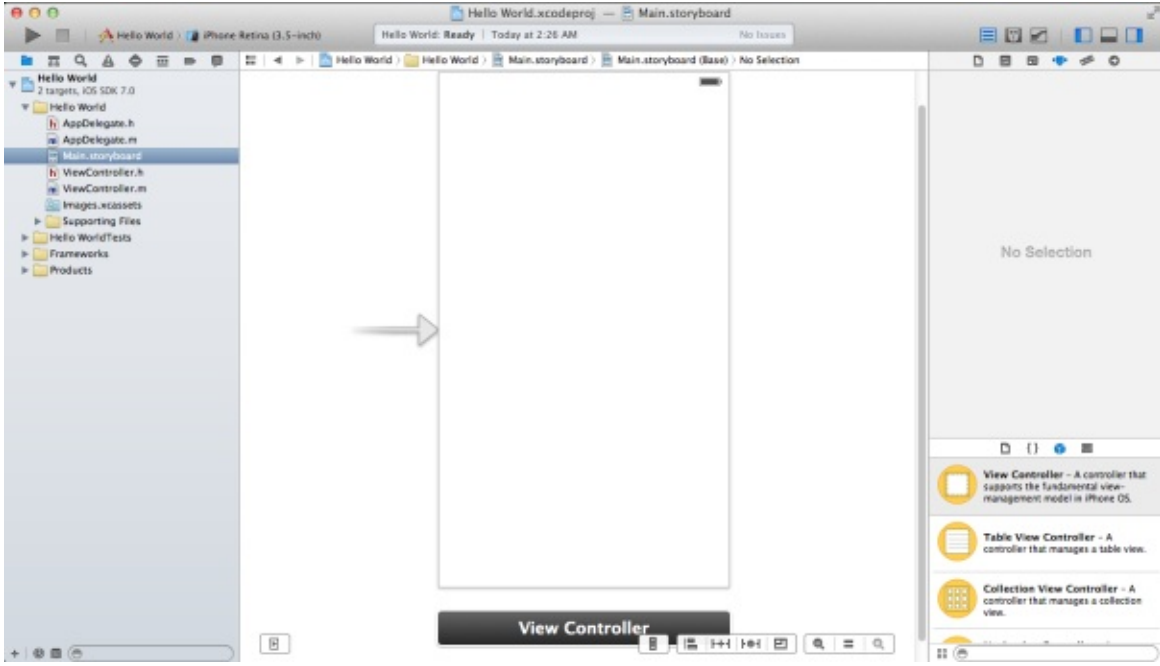 Hello World.xcodeproj — Main.storyboard
Hello World iPhone Retina (3.5-inch)
Hello World: Ready | Today at 2:26 AM
No Issues
Hello World
2 targets, iOS SDK 7.0
Hello World
AppDelegate.h
AppDelegate.m
Main.storyboard
ViewController.h
ViewController.m
Images.xcassets
Supporting Files
Hello WorldTests
Frameworks
Products
Hello World Hello World Main.storyboard Main.storyboard (Base) No Selection
View Controller
No Selection
View Controller - A controller that
supports the fundamental view-
management model in iPhone OS.
Table View Controller - A
controller that manages a table view.
Collection View Controller - A
controller that manages a collection
view.